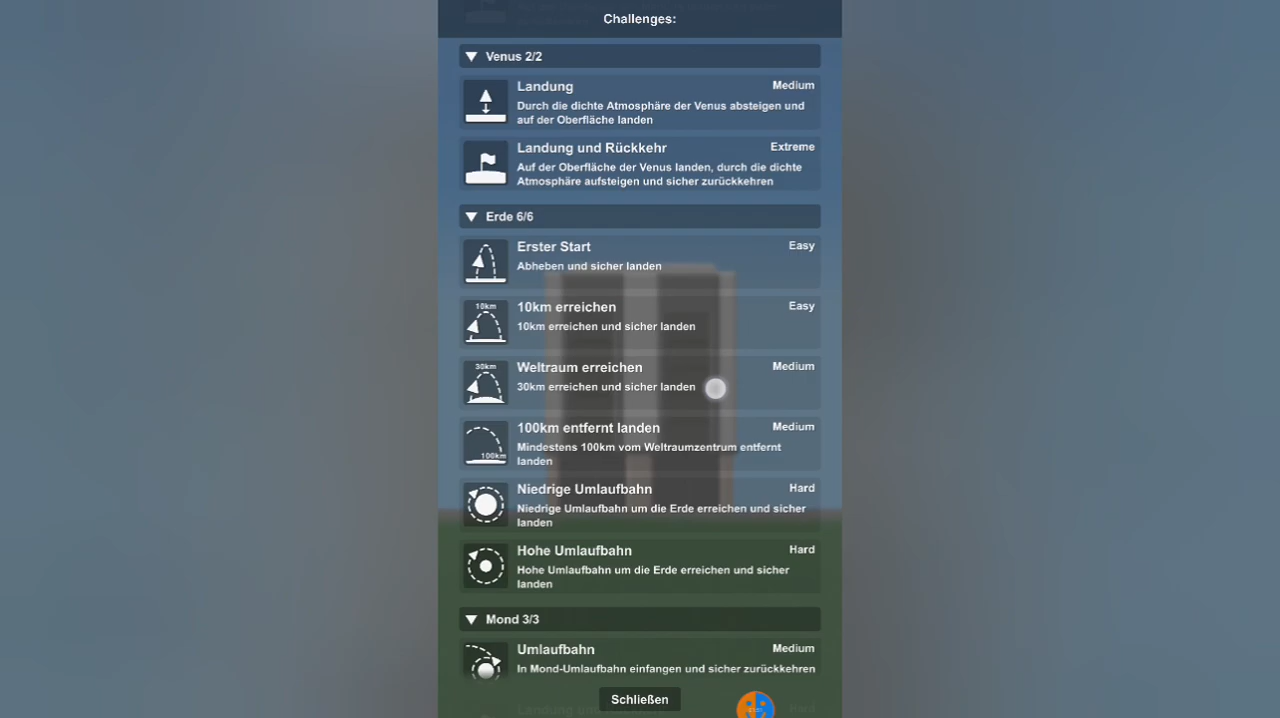 Challenges:
▼ Venus 2/2
Landung
Medium
Durch die dichte Atmosphäre der Venus absteigen und
auf der Oberfläche landen
Landung und Rückkehr
Extreme
Auf der Oberfläche der Venus landen, durch die dichte
Atmosphäre aufsteigen und sicher zurückkehren
▼ Erde 6/6
Erster Start
Easy
Abheben und sicher landen
10km
10km erreichen
Easy
10km erreichen und sicher landen
30km
Weltraum erreichen
Medium
30km erreichen und sicher landen
100km
100km entfernt landen
Medium
Mindestens 100km vom Weltraumzentrum entfernt
landen
Niedrige Umlaufbahn
Hard
Niedrige Umlaufbahn um die Erde erreichen und sicher
landen
Hohe Umlaufbahn
Hard
Hohe Umlaufbahn um die Erde erreichen und sicher
landen
▼ Mond 3/3
Umlaufbahn
Medium
In Mond-Umlaufbahn einfangen und sicher zurückkehren
Schließen
Hard